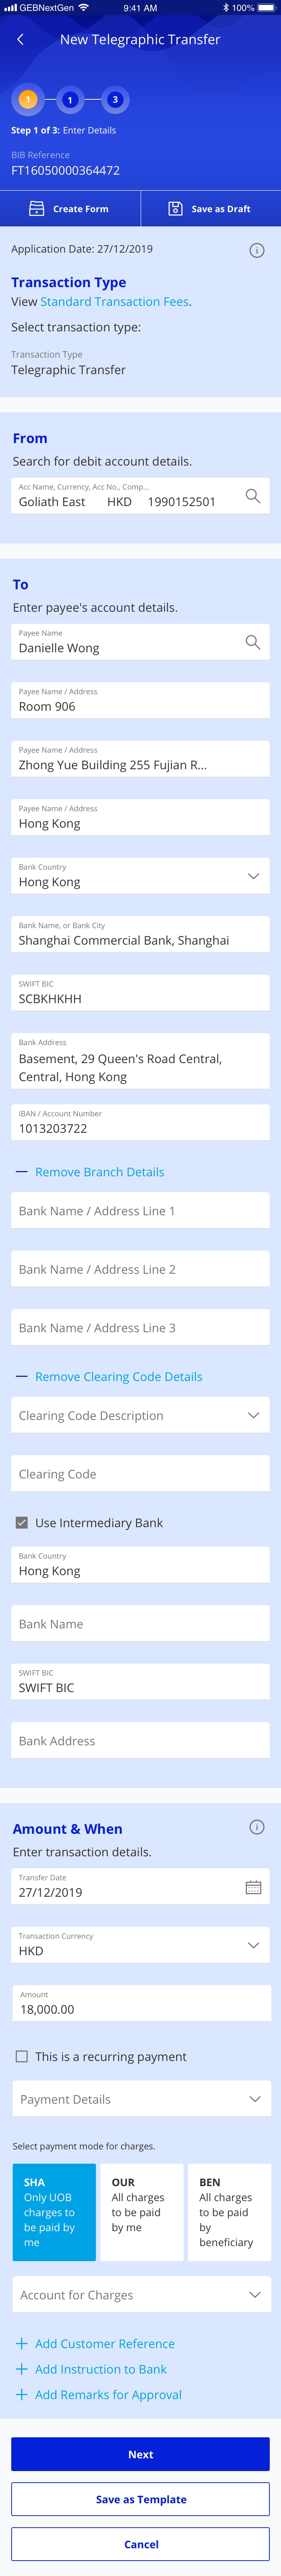 GEBNextGen 9:41 AM 100%
New Telegraphic Transfer
1 1 3
Step 1 of 3: Enter Details
BIB Reference
FT16050000364472
Create Form Save as Draft
Application Date: 27/12/2019
Transaction Type
View Standard Transaction Fees.
Select transaction type:
Transaction Type
Telegraphic Transfer
From
Search for debit account details.
Acc Name, Currency, Acc No., Comp...
Goliath East HKD 1990152501
To
Enter payee's account details.
Payee Name
Danielle Wong
Payee Name / Address
Room 906
Payee Name / Address
Zhong Yue Building 255 Fujian R...
Payee Name / Address
Hong Kong
Bank Country
Hong Kong
Bank Name, or Bank City
Shanghai Commercial Bank, Shanghai
SWIFT BIC
SCBKHKHH
Bank Address
Basement, 29 Queen's Road Central,
Central, Hong Kong
IBAN / Account Number
1013203722
Remove Branch Details
Bank Name / Address Line 1
Bank Name / Address Line 2
Bank Name / Address Line 3
Remove Clearing Code Details
Clearing Code Description
Clearing Code
Use Intermediary Bank
Bank Country
Hong Kong
Bank Name
SWIFT BIC
SWIFT BIC
Bank Address
Amount & When
Enter transaction details.
Transfer Date
27/12/2019
Transaction Currency
HKD
Amount
18,000.00
This is a recurring payment
Payment Details
Select payment mode for charges.
SHA
Only UOB
charges to
be paid by
me
OUR
All charges
to be paid
by me
BEN
All charges
to be paid
by
beneficiary
Account for Charges
Add Customer Reference
Add Instruction to Bank
Add Remarks for Approval
Next
Save as Template
Cancel